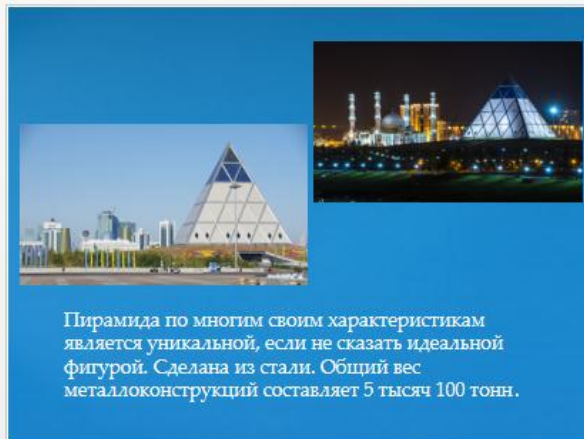 Пирамида по многим своим характеристикам
является уникальной, если не сказать идеальной
фигурой. Сделана из стали. Общий вес
металлоконструкций составляет 5 тысяч 100 тонн.